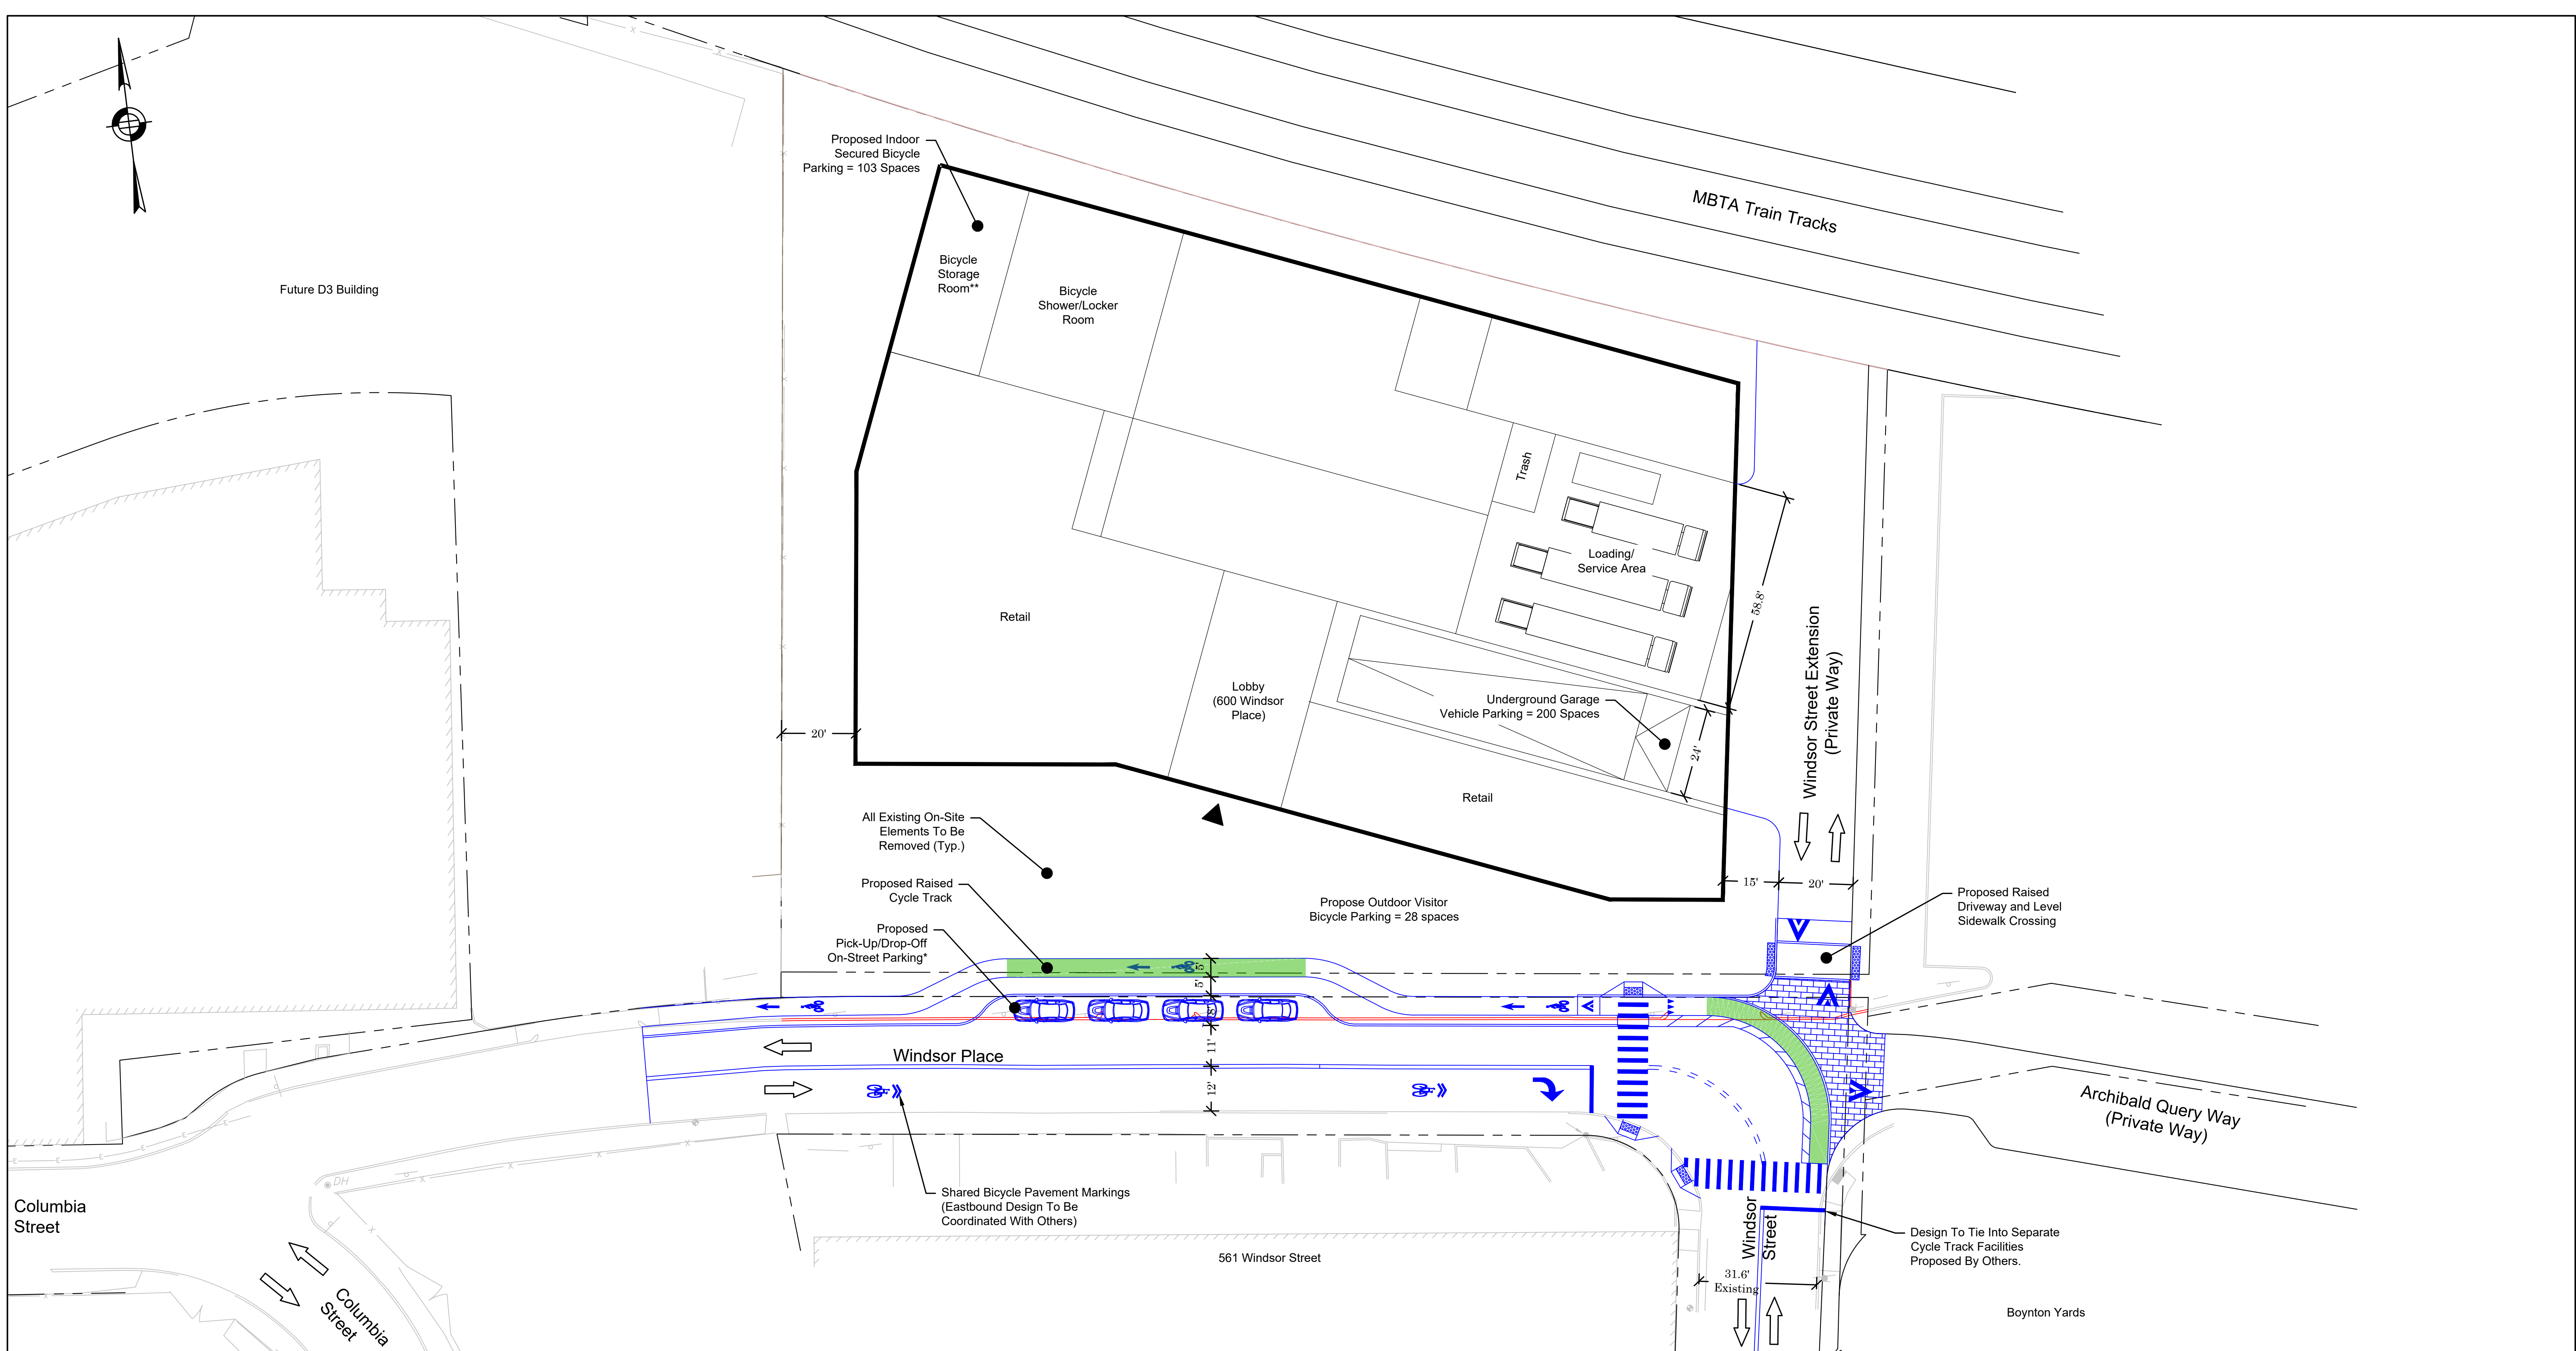 MBTA Train Tracks
Proposed Indoor
Secured Bicycle
Parking = 103 Spaces
Bicycle
Storage
Room**
Bicycle
Shower/Locker
Room
Future D3 Building
Trash
Loading/
Service Area
58.8'
Retail
Lobby
(600 Windsor
Place)
Underground Garage
Vehicle Parking = 200 Spaces
24'
20'
Retail
Windsor Street Extension
(Private Way)
All Existing On-Site
Elements To Be
Removed (Typ.)
Proposed Raised
Cycle Track
Proposed
Pick-Up/Drop-Off
On-Street Parking*
Propose Outdoor Visitor
Bicycle Parking = 28 spaces
15'
20'
Proposed Raised
Driveway and Level
Sidewalk Crossing
5'
5'
8'
11'
12'
Windsor Place
Archibald Query Way
(Private Way)
Shared Bicycle Pavement Markings
(Eastbound Design To Be
Coordinated With Others)
DH
Columbia
Street
Columbia
Street
561 Windsor Street
Windsor
Street
31.6'
Existing
Design To Tie Into Separate
Cycle Track Facilities
Proposed By Others.
Boynton Yards